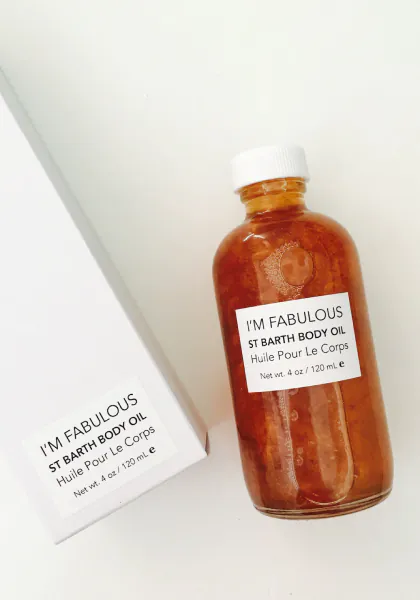 I'M FABULOUS
ST BARTH BODY OIL
Huile Pour Le Corps
Net wt. 4 oz / 120 mL e
I'M FABULOUS
ST BARTH BODY OIL
Huile Pour Le Corps
Net wt. 4 oz / 120 mL e